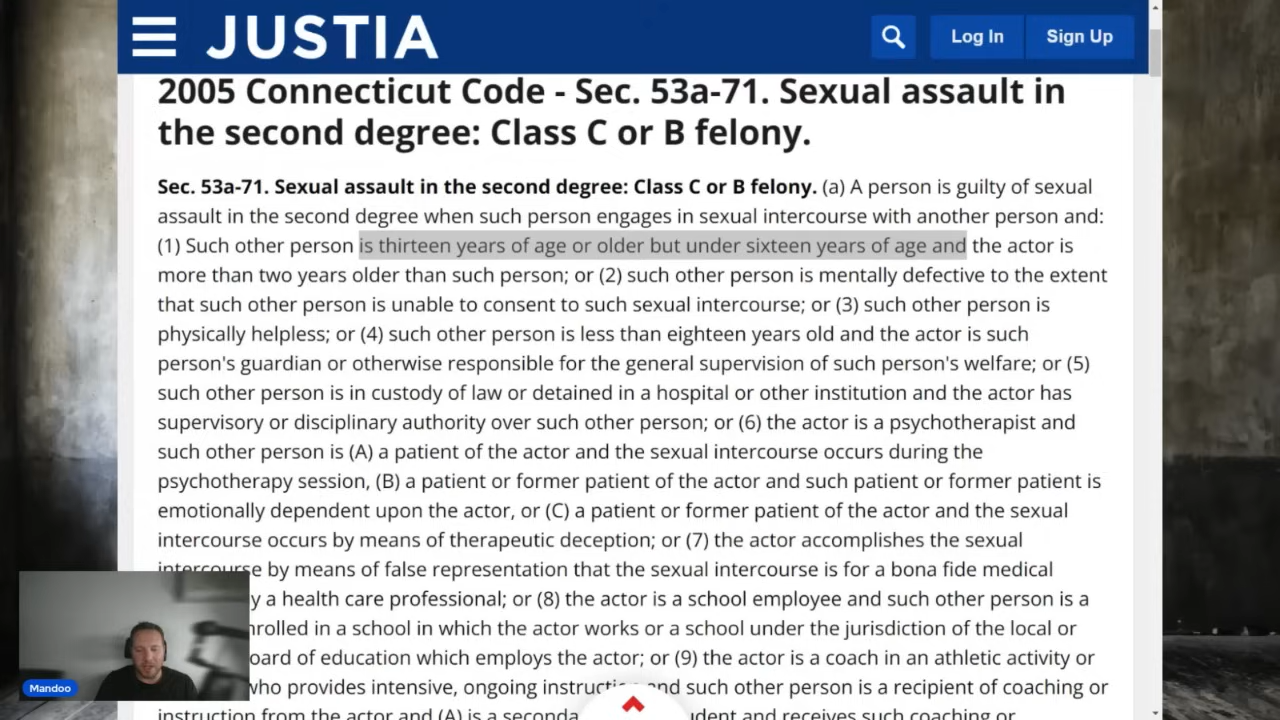 JUSTIA
Log In
Sign Up
2005 Connecticut Code - Sec. 53a-71. Sexual assault in
the second degree: Class C or B felony.
Sec. 53a-71. Sexual assault in the second degree: Class C or B felony. (a) A person is guilty of sexual
assault in the second degree when such person engages in sexual intercourse with another person and:
(1) Such other person is thirteen years of age or older but under sixteen years of age and the actor is
more than two years older than such person; or (2) such other person is mentally defective to the extent
that such other person is unable to consent to such sexual intercourse; or (3) such other person is
physically helpless; or (4) such other person is less than eighteen years old and the actor is such
person's guardian or otherwise responsible for the general supervision of such person's welfare; or (5)
such other person is in custody of law or detained in a hospital or other institution and the actor has
supervisory or disciplinary authority over such other person; or (6) the actor is a psychotherapist and
such other person is (A) a patient of the actor and the sexual intercourse occurs during the
psychotherapy session, (B) a patient or former patient of the actor and such patient or former patient is
emotionally dependent upon the actor, or (C) a patient or former patient of the actor and the sexual
intercourse occurs by means of therapeutic deception; or (7) the actor accomplishes the sexual
intercourse by means of false representation that the sexual intercourse is for a bona fide medical
y a health care professional; or (8) the actor is a school employee and such other person is a
nrolled in a school in which the actor works or a school under the jurisdiction of the local or
oard of education which employs the actor; or (9) the actor is a coach in an athletic activity or
who provides intensive, ongoing instruction and such other person is a recipient of coaching or
instruction from the actor and (A) is a seconda dent and receives such coaching or
Mandoo